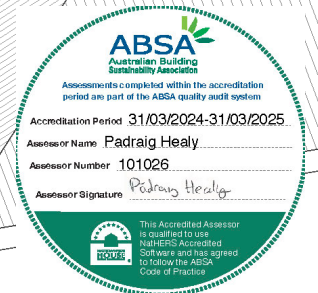 ABSA
Australian Building
Sustainability Association
Assessments completed within the accreditation
period are part of the ABSA quality audit system
Accreditation Period 31/03/2024-31/03/2025
Assessor Name Padraig Healy
Assessor Number 101026
Assessor Signature Padraig Healy
HOUSE
This Accredited Assessor
is qualified to use
NatHERS Accredited
Software and has agreed
to follow the ABSA
Code of Practice